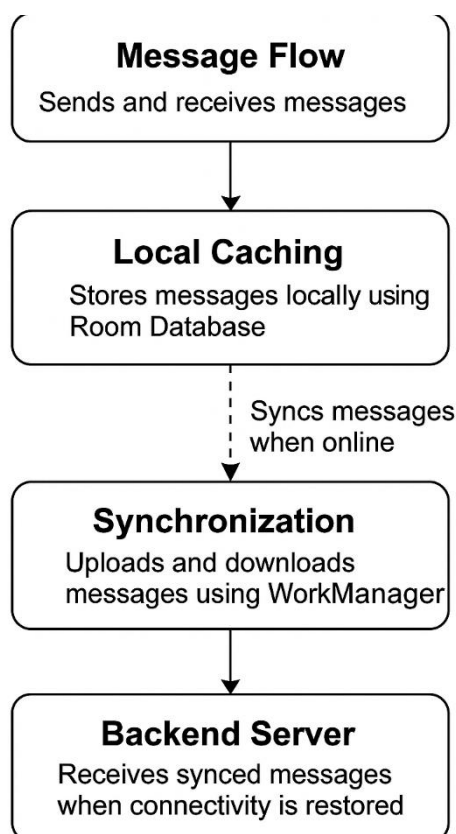 Message Flow
Sends and receives messages
Local Caching
Stores messages locally using
Room Database
Syncs messages
when online
Synchronization
Uploads and downloads
messages using WorkManager
Backend Server
Receives synced messages
when connectivity is restored